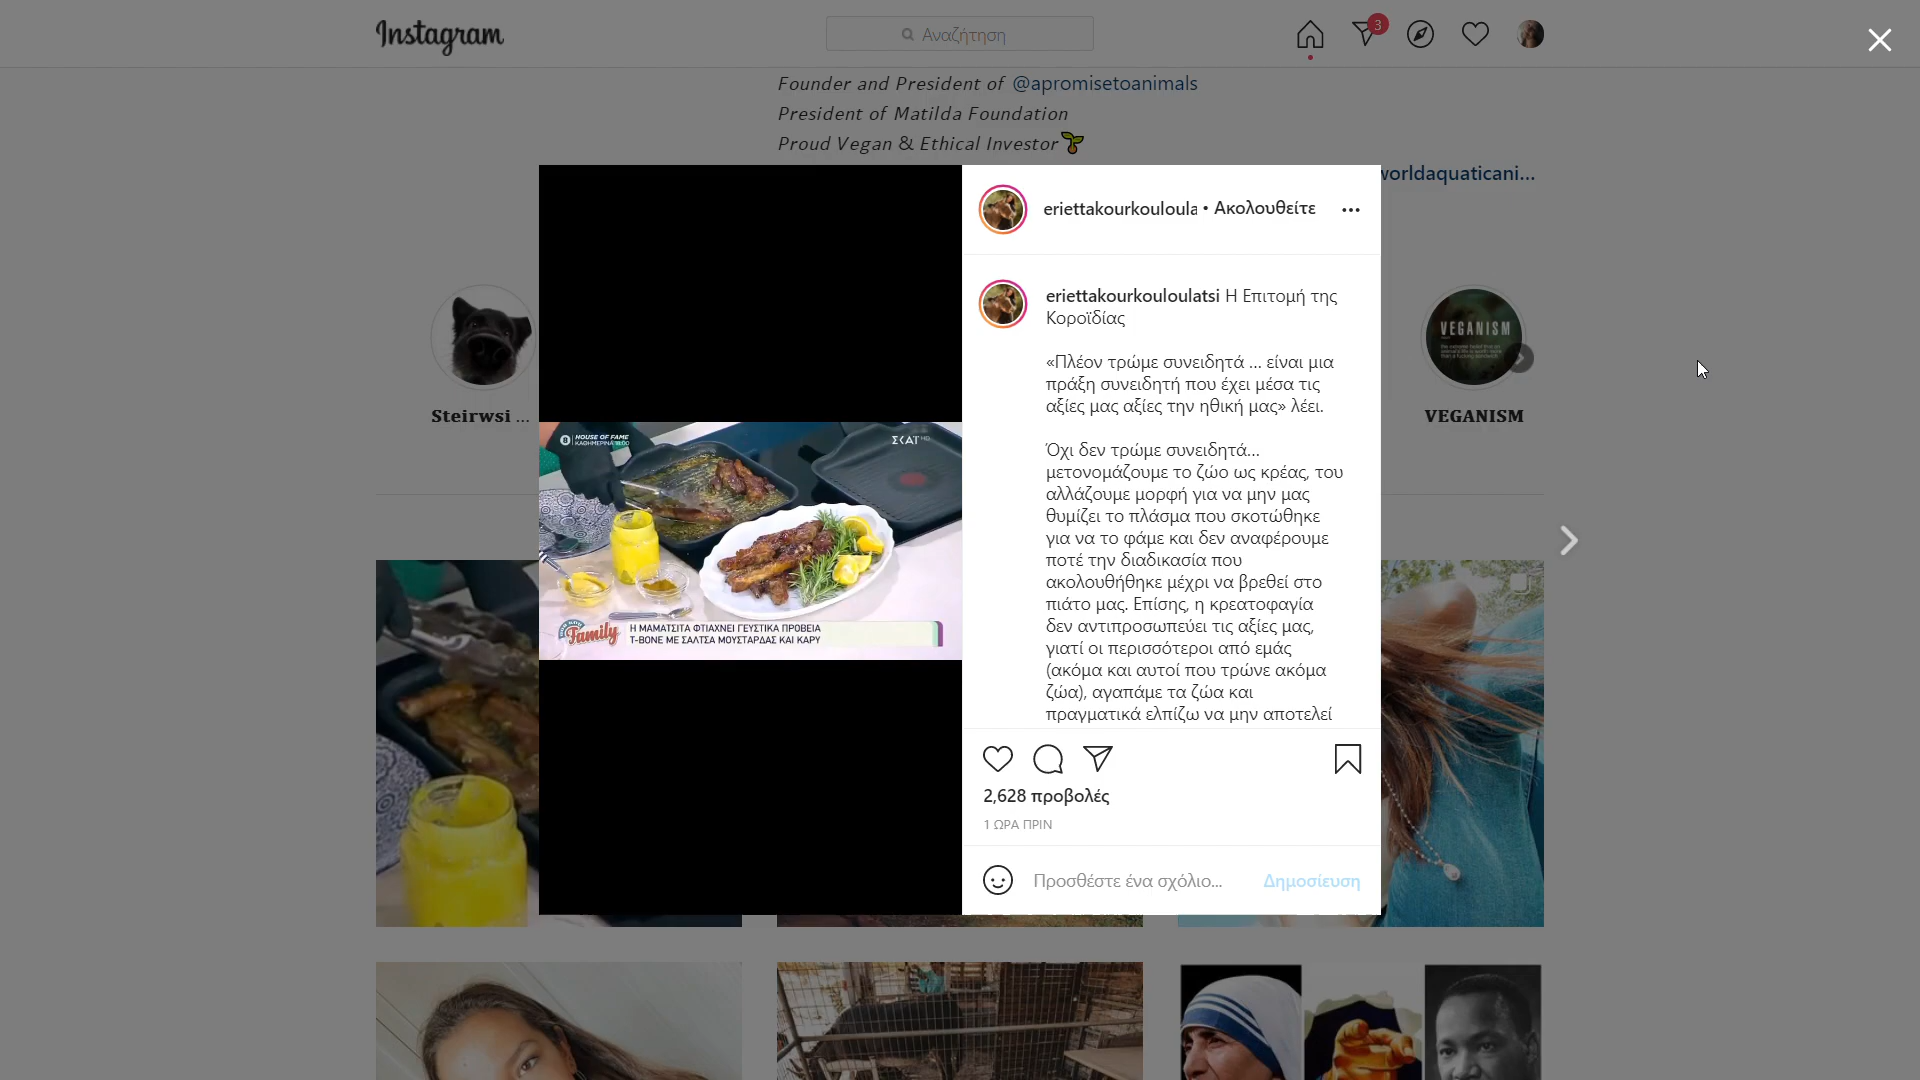 Instagram
Αναζήτηση
3
Founder and President of @apromisetoanimals
President of Matilda Foundation
Proud Vegan & Ethical Investor
worldaquaticani...
Steirwsi ...
VEGANISM
VEGANISM
eriettakourkouloula • Ακολουθείτε
eriettakourkouloulatsi Η Επιτομή της
Κοροϊδίας
«Πλέον τρώμε συνειδητά ... είναι μια
πράξη συνειδητή που έχει μέσα τις
αξίες μας αξίες την ηθική μας» λέει.
Όχι δεν τρώμε συνειδητά...
μετονομάζουμε το ζώο ως κρέας, του
αλλάζουμε μορφή για να μην μας
θυμίζει το πλάσμα που σκοτώθηκε
για να το φάμε και δεν αναφέρουμε
ποτέ την διαδικασία που
ακολουθήθηκε μέχρι να βρεθεί στο
πιάτο μας. Επίσης, η κρεατοφαγία
δεν αντιπροσωπεύει τις αξίες μας,
γιατί οι περισσότεροι από εμάς
(ακόμα και αυτοί που τρώνε ακόμα
ζώα), αγαπάμε τα ζώα και
πραγματικά ελπίζω να μην αποτελεί
HOUSE OF FAME
ΚΑΘΗΜΕΡΙΝΑ
ΣΚΑΪ HD
Family
Η ΜΑΜΑΤΣΙΤΑ ΦΤΙΑΧΝΕΙ ΓΕΥΣΤΙΚΑ ΠΡΟΒΕΙΑ
T-BONE ΜΕ ΣΑΛΤΣΑ ΜΟΥΣΤΑΡΔΑΣ ΚΑΙ ΚΑΡΥ
2,628 προβολές
1 ΩΡΑ ΠΡΙΝ
Προσθέστε ένα σχόλιο...
Δημοσίευση